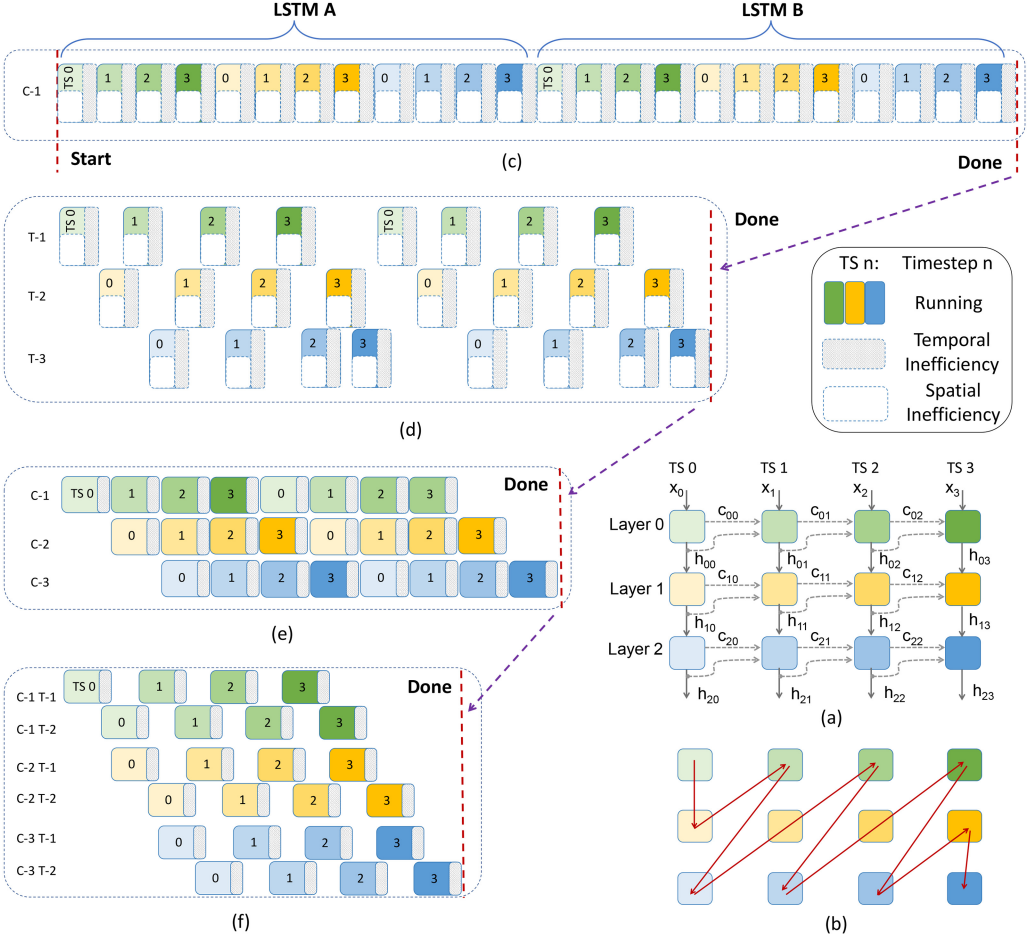 LSTM A LSTM B
C-1 TS 0 1 2 3 0 1 2 3 0 1 2 3 TS 0 1 2 3 0 1 2 3 0 1 2 3
Start (c) Done
T-1 TS 0 1 2 3 TS 0 1 2 3 Done
T-2 0 1 2 3 0 1 2 3
T-3 0 1 2 3 0 1 2 3
(d)
TS n: Timestep n
Running
Temporal
Inefficiency
Spatial
Inefficiency
C-1 TS 0 1 2 3 0 1 2 3 Done
C-2 0 1 2 3 0 1 2 3
C-3 0 1 2 3 0 1 2 3
(e)
C-1 T-1 TS 0 1 2 3 Done
C-1 T-2 0 1 2 3
C-2 T-1 0 1 2 3
C-2 T-2 0 1 2 3
C-3 T-1 0 1 2 3
C-3 T-2 0 1 2 3
(f)
TS 0 TS 1 TS 2 TS 3
x0 x1 x2 x3
Layer 0 c00 c01 c02
h00 h01 h02 h03
Layer 1 c10 c11 c12
h10 h11 h12 h13
Layer 2 c20 c21 c22
h20 h21 h22 h23
(a)
(b)